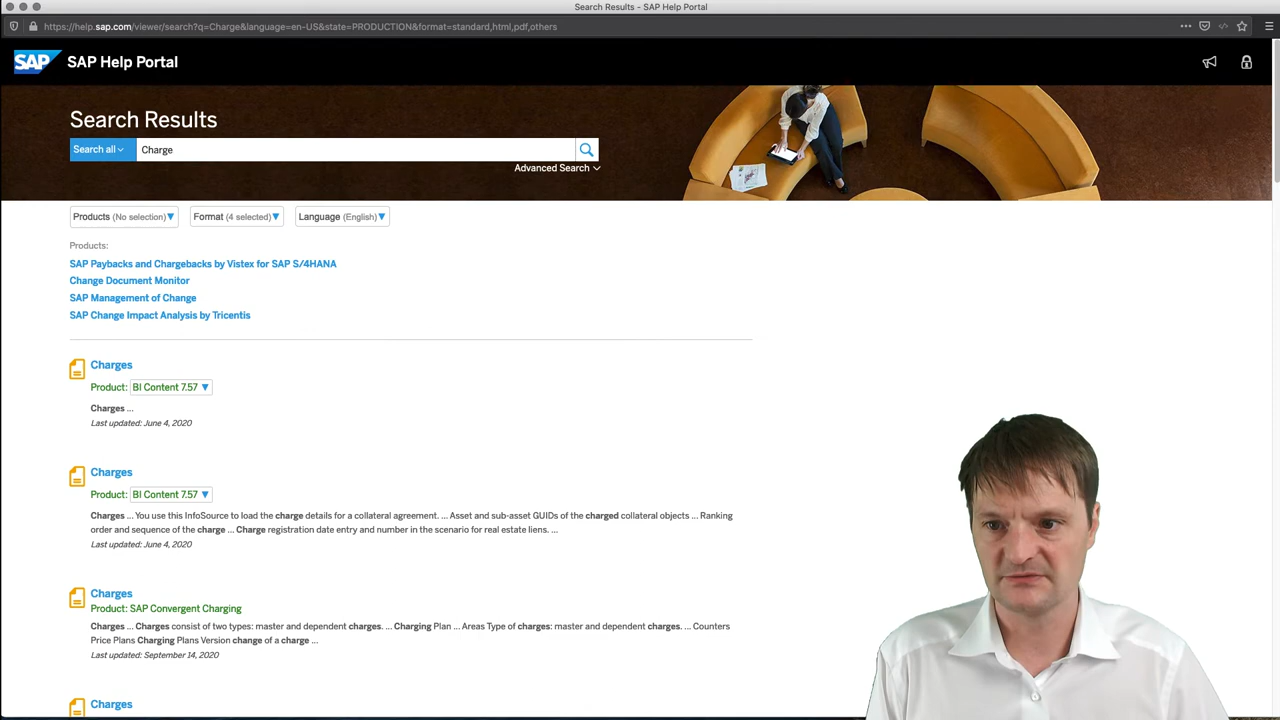 Search Results - SAP Help Portal
https://help.sap.com/viewer/search?q=Charge&language=en-US&state=PRODUCTION&format=standard,html,pdf,others
SAP SAP Help Portal
Search Results
Search all Charge
Advanced Search
Products (No selection) Format (4 selected) Language (English)
Products:
SAP Paybacks and Chargebacks by Vistex for SAP S/4HANA
Change Document Monitor
SAP Management of Change
SAP Change Impact Analysis by Tricentis
Charges
Product: BI Content 7.57
Charges ...
Last updated: June 4, 2020
Charges
Product: BI Content 7.57
Charges ... You use this InfoSource to load the charge details for a collateral agreement. ... Asset and sub-asset GUIDs of the charged collateral objects ... Ranking
order and sequence of the charge ... Charge registration date entry and number in the scenario for real estate liens. ...
Last updated: June 4, 2020
Charges
Product: SAP Convergent Charging
Charges ... Charges consist of two types: master and dependent charges. ... Charging Plan ... Areas Type of charges: master and dependent charges. ... Counters
Price Plans Charging Plans Version change of a charge ...
Last updated: September 14, 2020
Charges